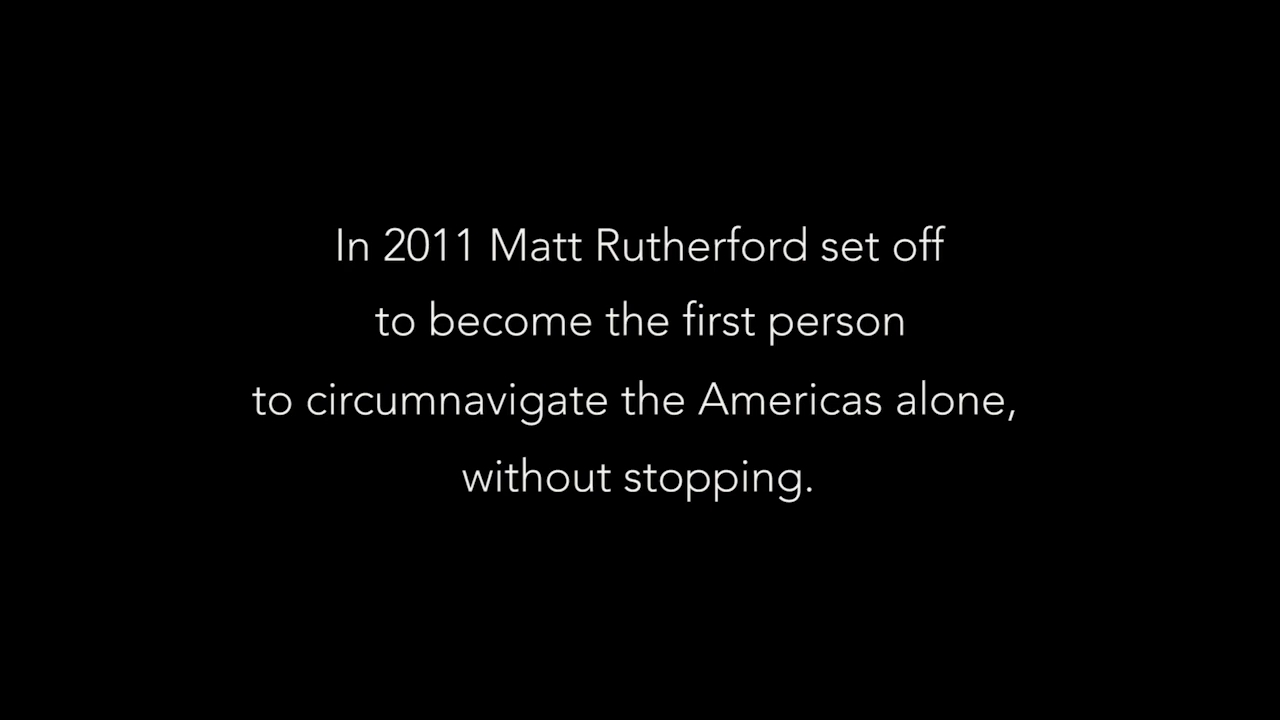 In 2011 Matt Rutherford set off
to become the first person
to circumnavigate the Americas alone,
without stopping.